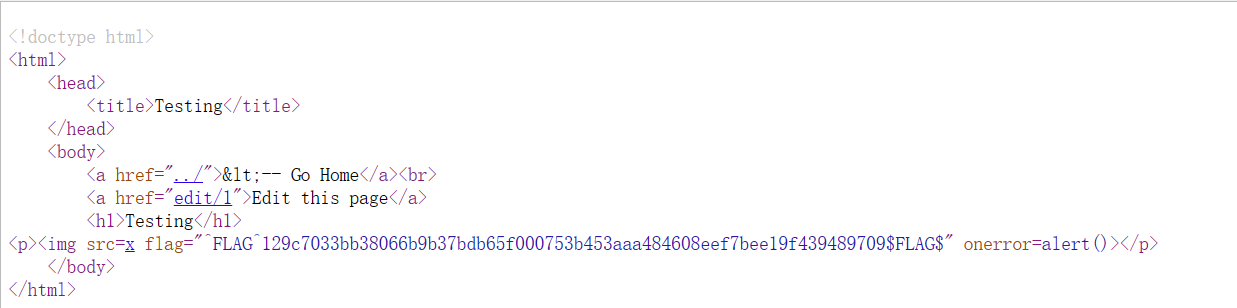 <!doctype html>
<html>
<head>
<title>Testing</title>
</head>
<body>
<a href="../">&lt;-- Go Home</a><br>
<a href="edit/1">Edit this page</a>
<h1>Testing</h1>
<p><img src=x flag="^FLAG^129c7033bb38066b9b37bdb65f000753b453aaa484608eef7bee19f439489709$FLAG$" onerror=alert()></p>
</body>
</html>